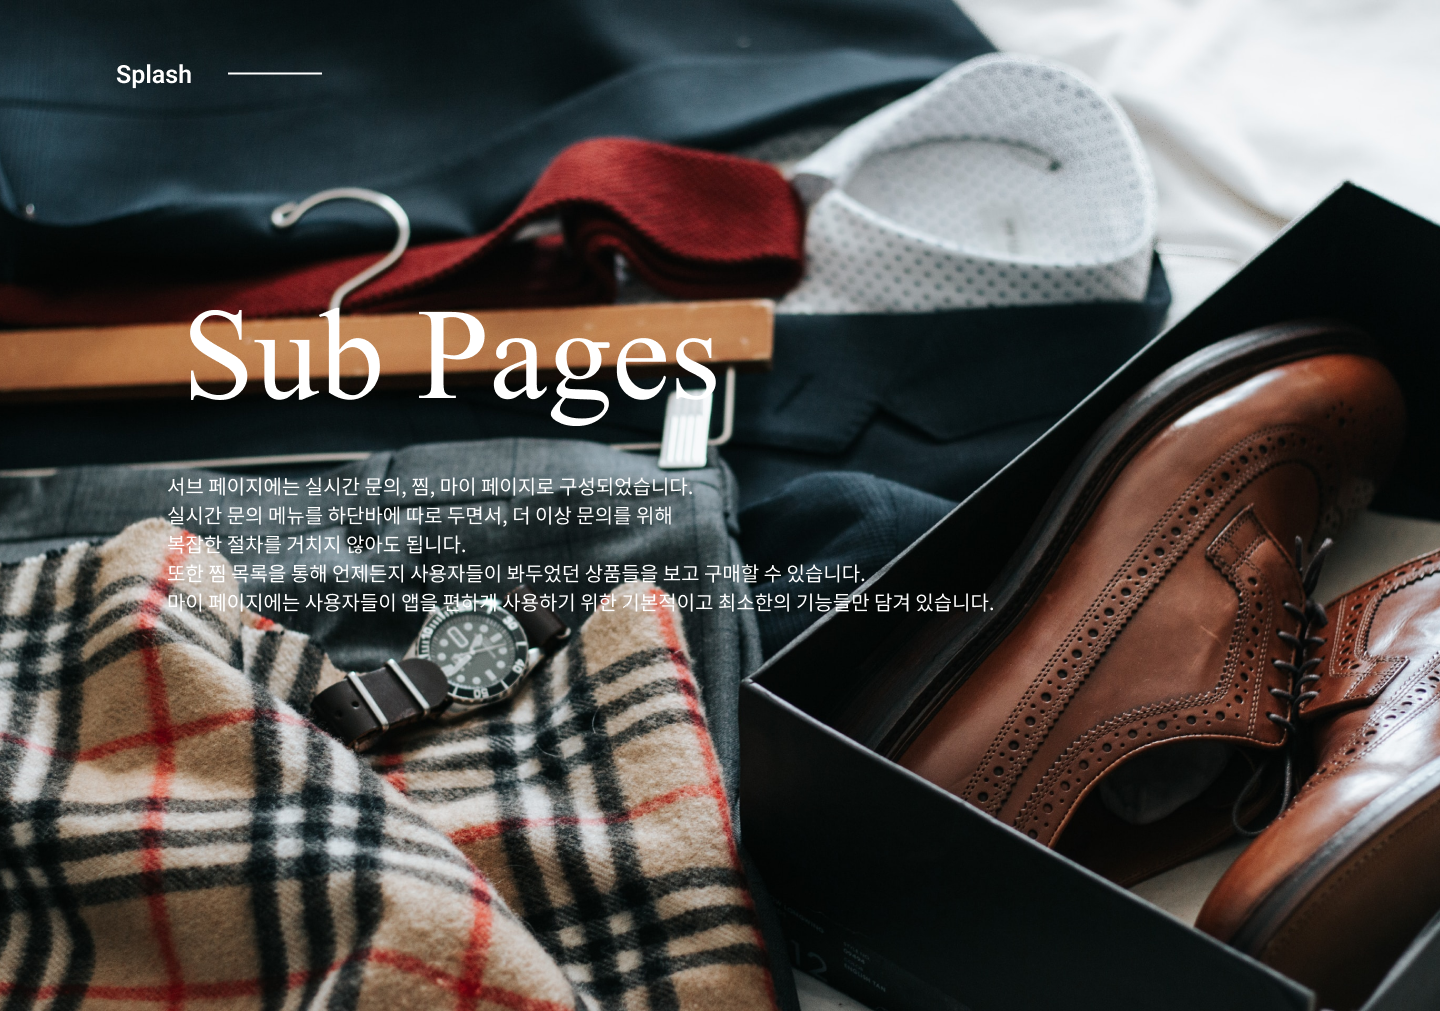 Splash
Sub Pages
서브 페이지에는 실시간 문의, 찜, 마이 페이지로 구성되었습니다.
실시간 문의 메뉴를 하단바에 따로 두면서, 더 이상 문의를 위해
복잡한 절차를 거치지 않아도 됩니다.
또한 찜 목록을 통해 언제든지 사용자들이 봐두었던 상품들을 보고 구매할 수 있습니다.
마이 페이지에는 사용자들이 앱을 편하게 사용하기 위한 기본적이고 최소한의 기능들만 담겨 있습니다.
50
40
12